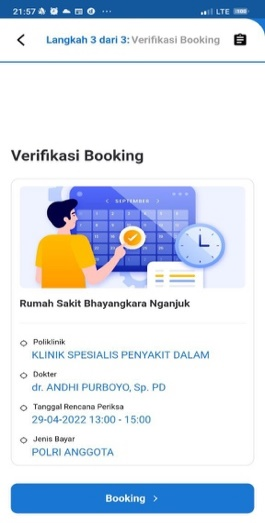 21:57
LTE
Langkah 3 dari 3: Verifikasi Booking
Verifikasi Booking
SEPTEMBER
Rumah Sakit Bhayangkara Nganjuk
Poliklinik
KLINIK SPESIALIS PENYAKIT DALAM
Dokter
dr. ANDHI PURBOYO, Sp. PD
Tanggal Rencana Periksa
29-04-2022 13:00 - 15:00
Jenis Bayar
POLRI ANGGOTA
Booking